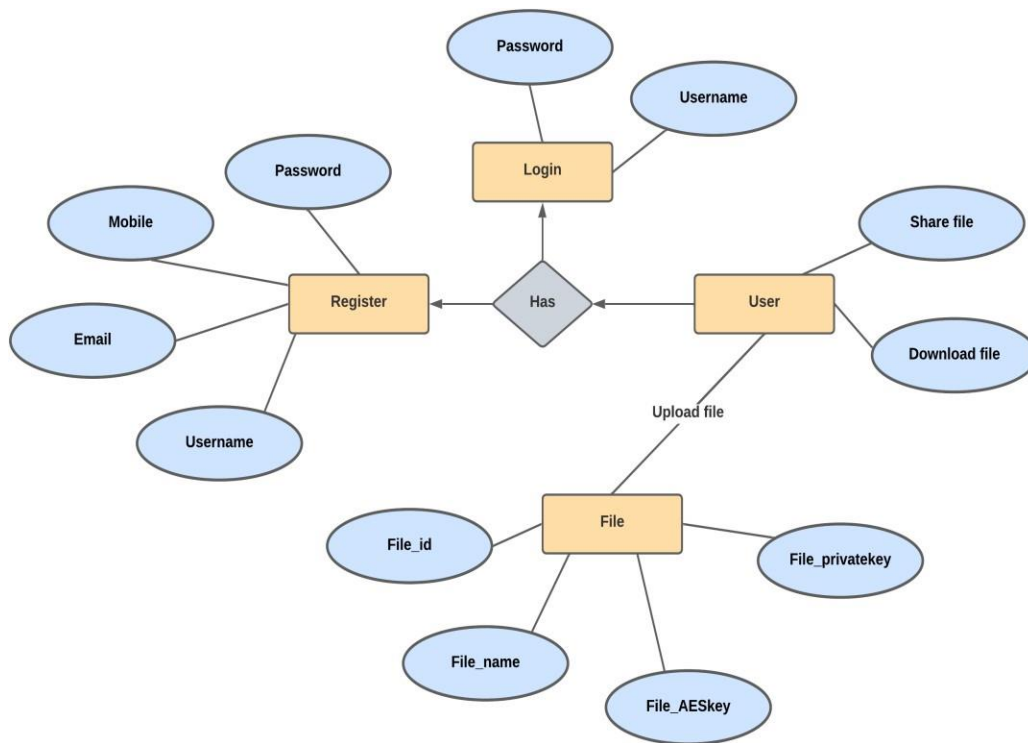 Password
Username
Login
Password
Mobile
Share file
Register
Has
User
Email
Download file
Upload file
Username
File
File_id
File_privatekey
File_name
File_AESkey